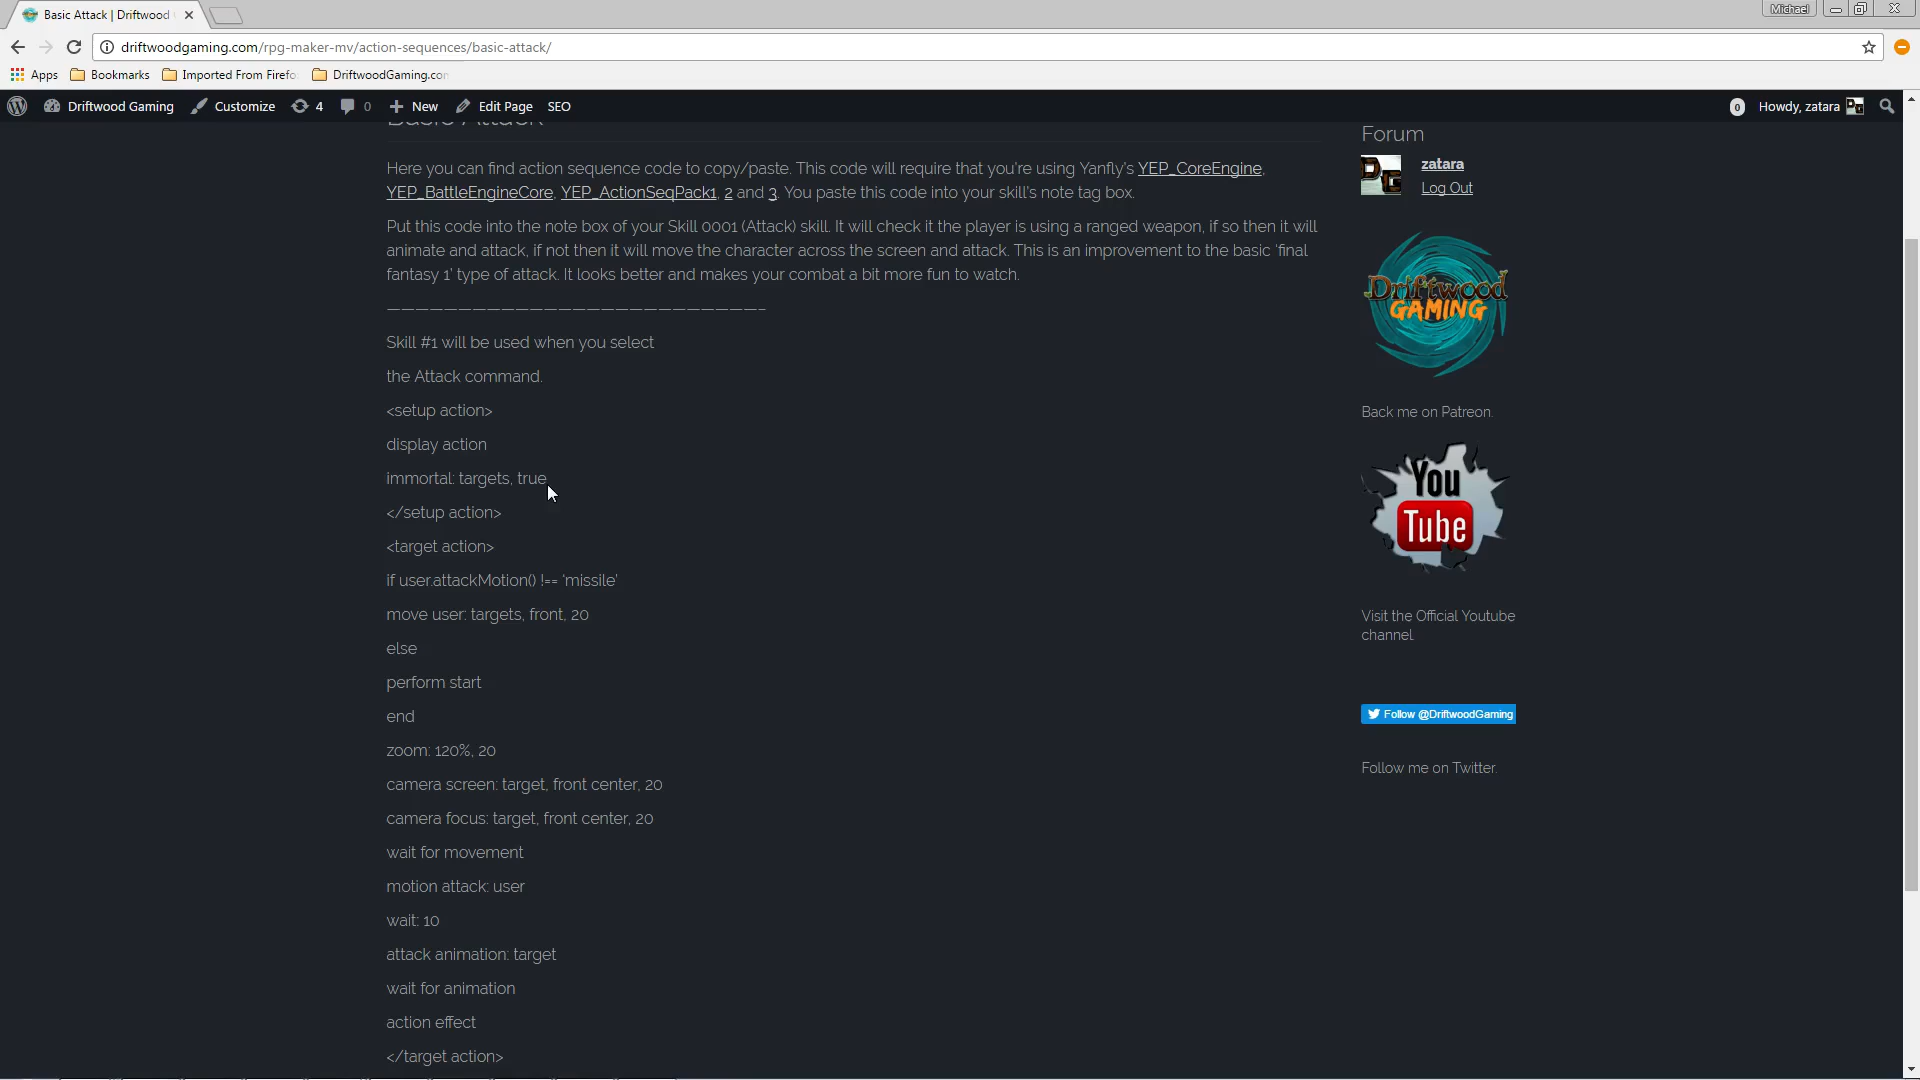 Basic Attack | Driftwood
Michael
driftwoodgaming.com/rpg-maker-mv/action-sequences/basic-attack/
Apps Bookmarks Imported From Firefo DriftwoodGaming.con
Driftwood Gaming Customize 4 0 New Edit Page SEO 0 Howdy, zatara
Basic Attack
Here you can find action sequence code to copy/paste. This code will require that you're using Yanfly's YEP_CoreEngine,
YEP_BattleEngineCore, YEP_ActionSeqPack1, 2 and 3. You paste this code into your skill's note tag box.
Put this code into the note box of your Skill 0001 (Attack) skill. It will check it the player is using a ranged weapon, if so then it will
animate and attack, if not then it will move the character across the screen and attack. This is an improvement to the basic 'final
fantasy 1' type of attack. It looks better and makes your combat a bit more fun to watch.
——————————————————————————–
Skill #1 will be used when you select
the Attack command.
<setup action>
display action
immortal: targets, true
</setup action>
<target action>
if user.attackMotion() !== ‘missile’
move user: targets, front, 20
else
perform start
end
zoom: 120%, 20
camera screen: target, front center, 20
camera focus: target, front center, 20
wait for movement
motion attack: user
wait: 10
attack animation: target
wait for animation
action effect
</target action>
Forum
zatara
Log Out
Driftwood
GAMING
Back me on Patreon.
You
Tube
Visit the Official Youtube
channel.
Follow @DriftwoodGaming
Follow me on Twitter.